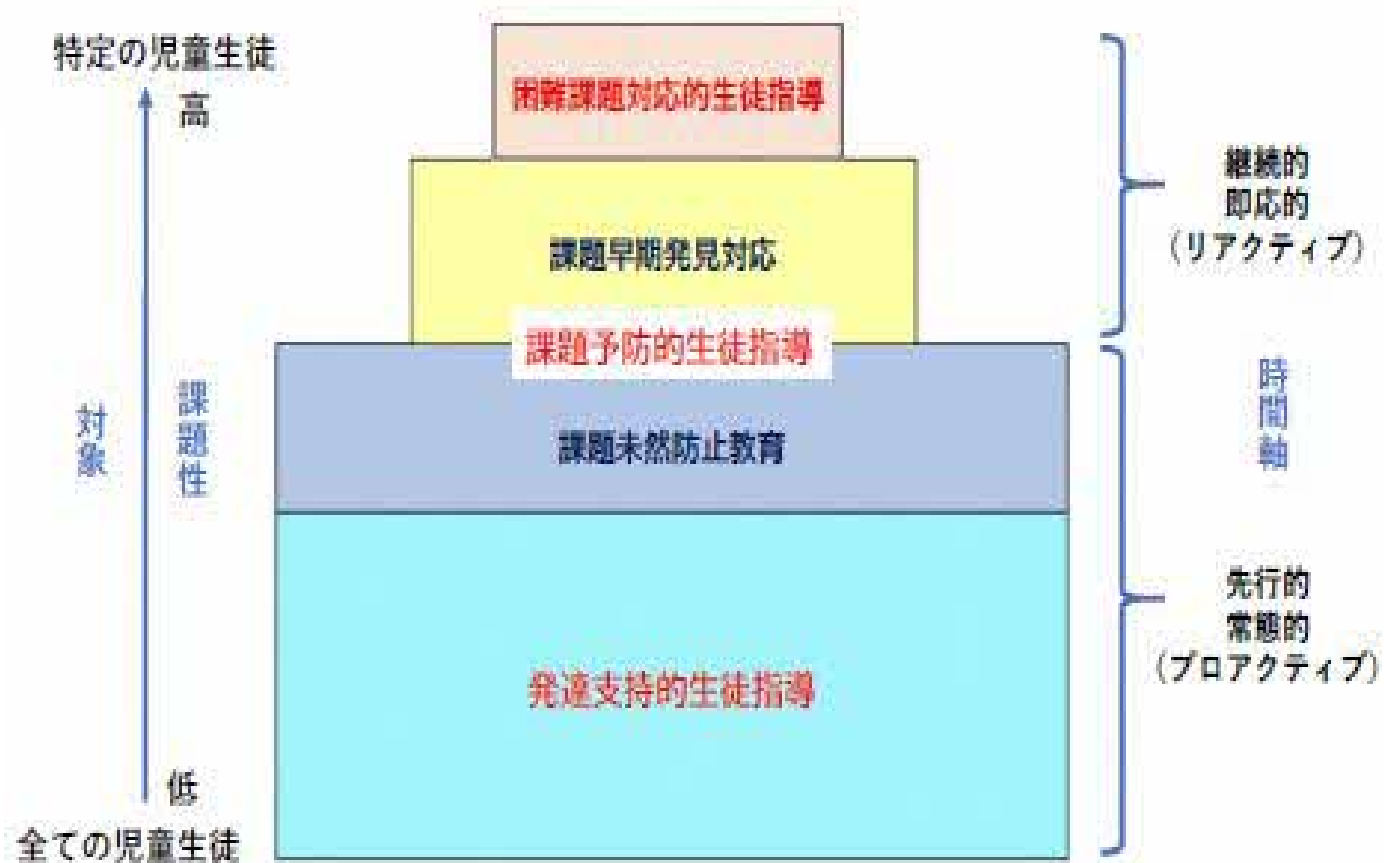 特定の児童生徒
高
困難課題対応的生徒指導
継続的
即応的
(リアクティブ)
課題早期発見対応
課題予防的生徒指導
対象
課題性
時間軸
課題未然防止教育
先行的
常態的
(プロアクティブ)
発達支持的生徒指導
低
全ての児童生徒